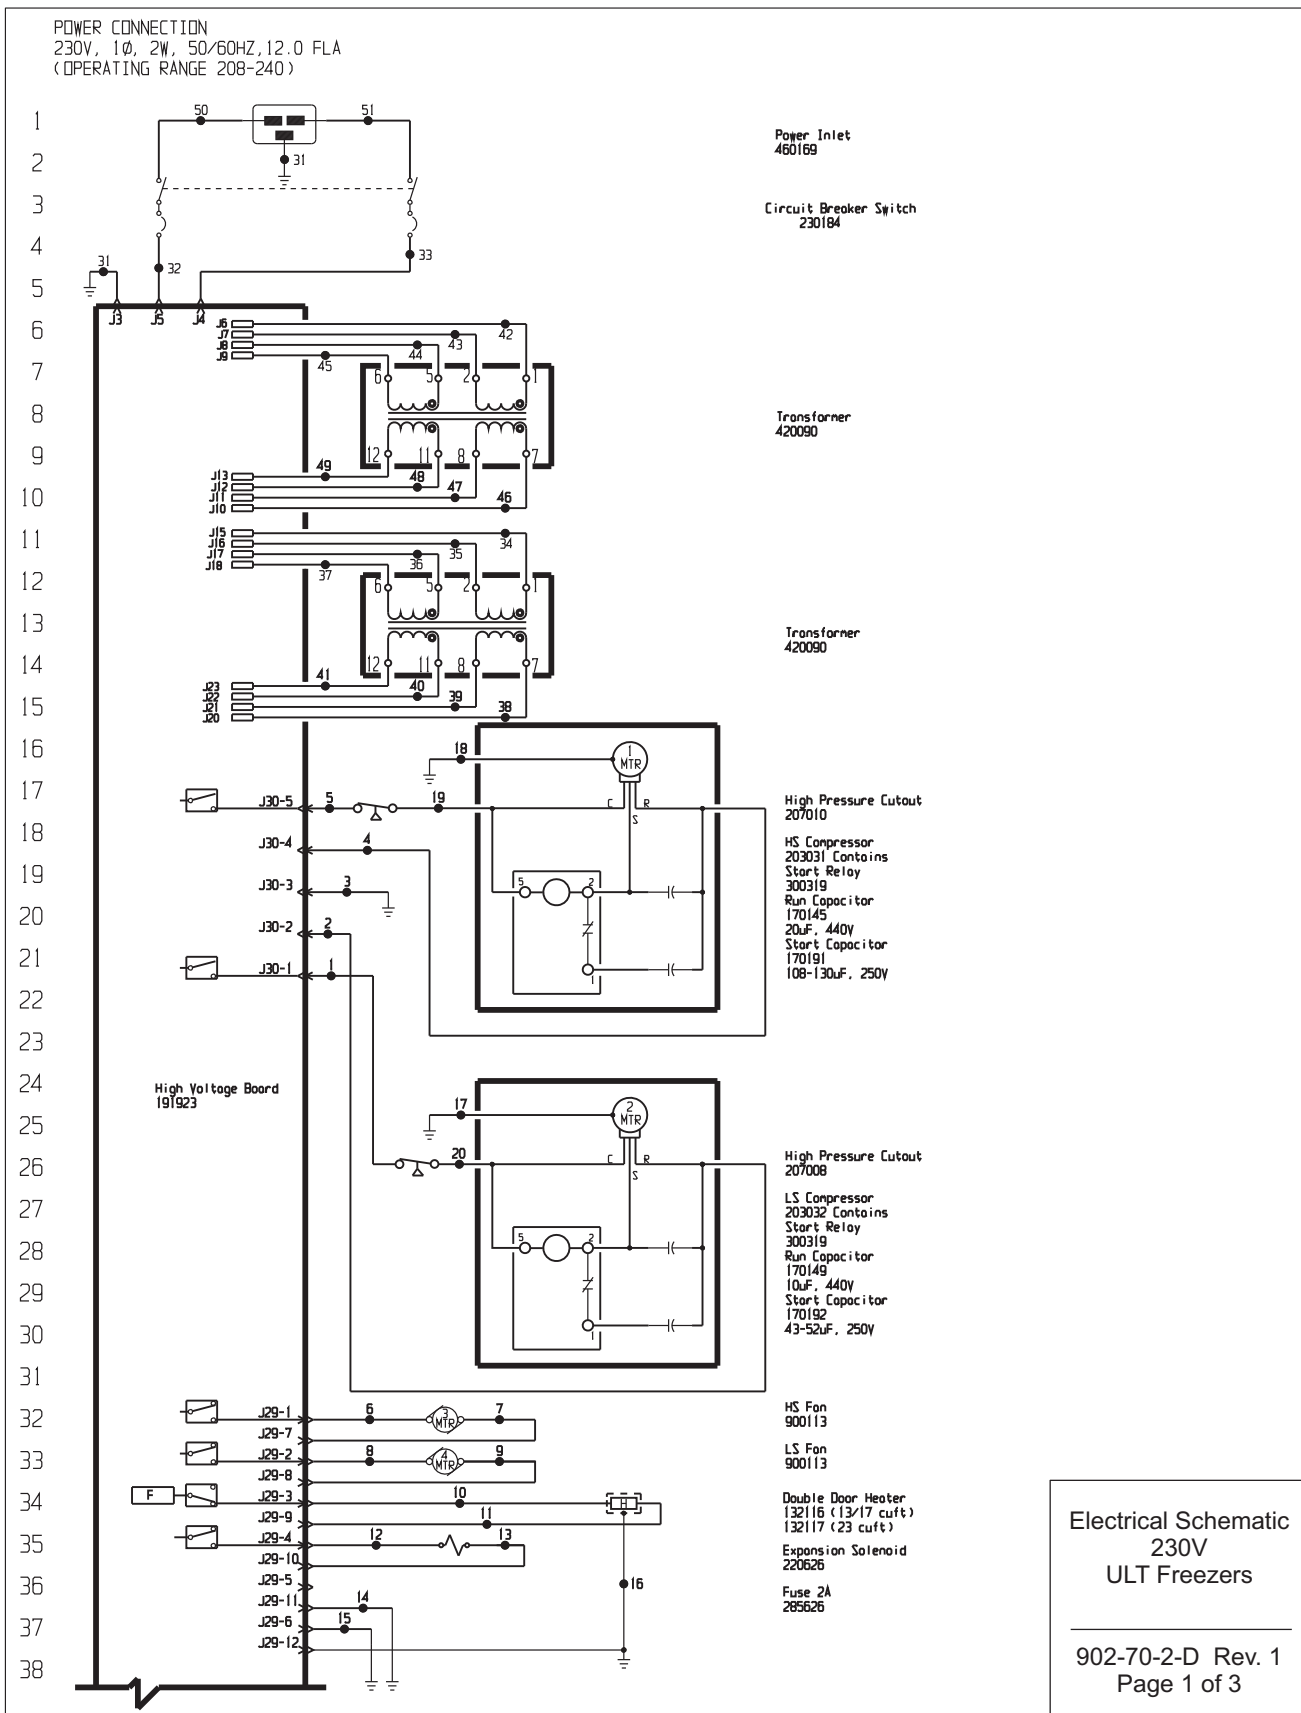 POWER CONNECTION
230V, 1Ø, 2W, 50/60HZ,12.0 FLA
(OPERATING RANGE 208-240)
1
50
51
Power Inlet
460169
2
31
3
Circuit Breaker Switch
230184
4
31
32
33
5
J3
J5
J4
6
J6
42
J7
43
J8
44
J9
45
7
6
5
2
1
8
Transformer
420090
9
12
11
8
7
J13
49
J12
48
10
J11
47
J10
46
11
J15
34
J16
35
J17
36
J18
37
12
6
5
2
1
13
Transformer
420090
14
12
11
8
7
J23
41
J22
40
15
J21
39
J20
38
16
18
1
MTR
17
J30-5
5
19
C
R
S
High Pressure Cutout
207010
18
J30-4
4
HS Compressor
203031 Contains
Start Relay
300319
Run Capacitor
170145
20uF, 440V
Start Capacitor
170191
108-130uF, 250V
19
J30-3
3
5
2
20
J30-2
2
21
J30-1
1
1
22
23
24
High Voltage Board
191923
25
17
2
MTR
26
20
C
R
S
High Pressure Cutout
207008
27
LS Compressor
203032 Contains
Start Relay
300319
Run Capacitor
170149
10uF, 440V
Start Capacitor
170192
43-52uF, 250V
28
5
2
29
30
1
31
32
J29-1
6
3
MTR
7
HS Fan
900113
J29-7
33
J29-2
8
4
MTR
9
LS Fan
900113
J29-8
34
F
J29-3
10
H
Double Door Heater
132116 (13/17 cuft)
132117 (23 cuft)
J29-9
11
35
J29-4
12
13
Expansion Solenoid
220626
J29-10
36
J29-5
16
Fuse 2A
285626
J29-11
14
37
J29-6
15
J29-12
38
Electrical Schematic
230V
ULT Freezers
902-70-2-D Rev. 1
Page 1 of 3